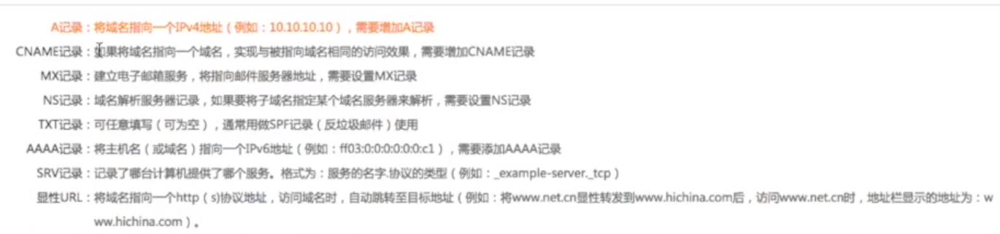 A记录：将域名指向一个IPv4地址（例如：10.10.10.10），需要增加A记录
CNAME记录：如果将域名指向一个域名，实现与被指向域名相同的访问效果，需要增加CNAME记录
MX记录：建立电子邮箱服务，将指向邮件服务器地址，需要设置MX记录
NS记录：域名解析服务器记录，如果要将子域名指定某个域名服务器来解析，需要设置NS记录
TXT记录：可任意填写（可为空），通常用做SPF记录（反垃圾邮件）使用
AAAA记录：将主机名（或域名）指向一个IPv6地址（例如：ff03:0:0:0:0:0:0:c1），需要添加AAAA记录
SRV记录：记录了哪台计算机提供了哪个服务。格式为：服务的名字.协议的类型（例如：_example-server._tcp）
显性URL：将域名指向一个http（s)协议地址，访问域名时，自动跳转至目标地址（例如：将www.net.cn显性转发到www.hichina.com后，访问www.net.cn时，地址栏显示的地址为：w
ww.hichina.com）。